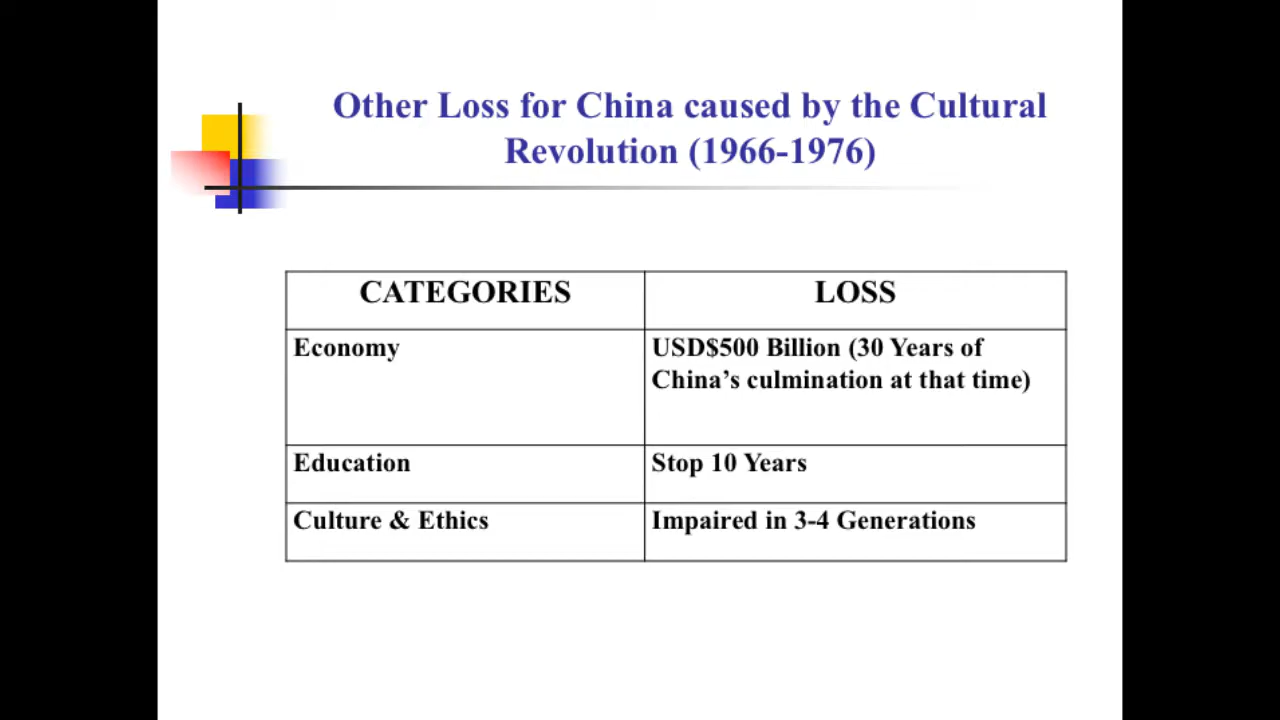 Other Loss for China caused by the Cultural
Revolution (1966-1976)
CATEGORIES
LOSS
Economy
USD$500 Billion (30 Years of
China’s culmination at that time)
Education
Stop 10 Years
Culture & Ethics
Impaired in 3-4 Generations